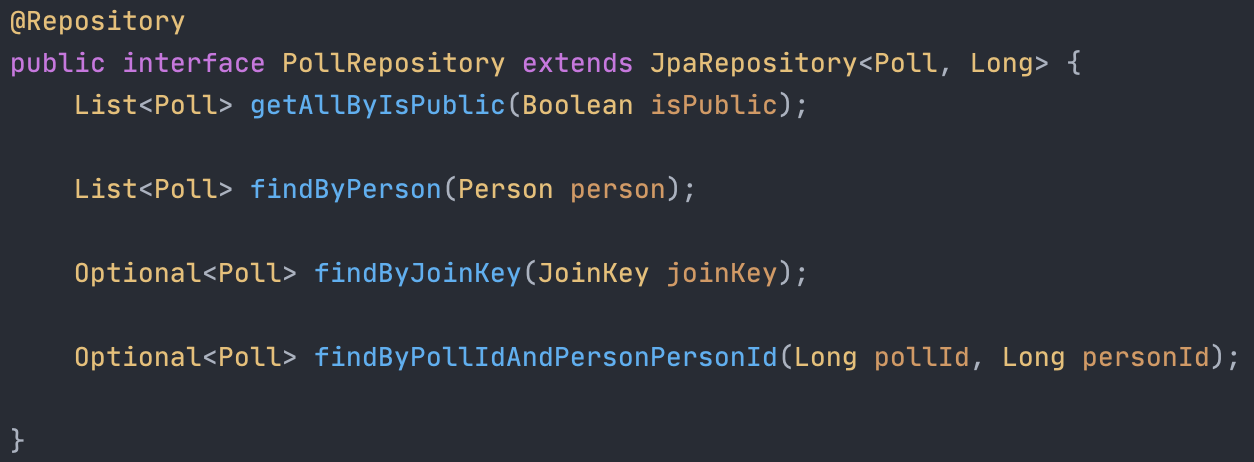 @Repository
public interface PollRepository extends JpaRepository<Poll, Long> {
List<Poll> getAllByIsPublic(Boolean isPublic);
List<Poll> findByPerson(Person person);
Optional<Poll> findByJoinKey(JoinKey joinKey);
Optional<Poll> findByPollIdAndPersonPersonId(Long pollId, Long personId);
}